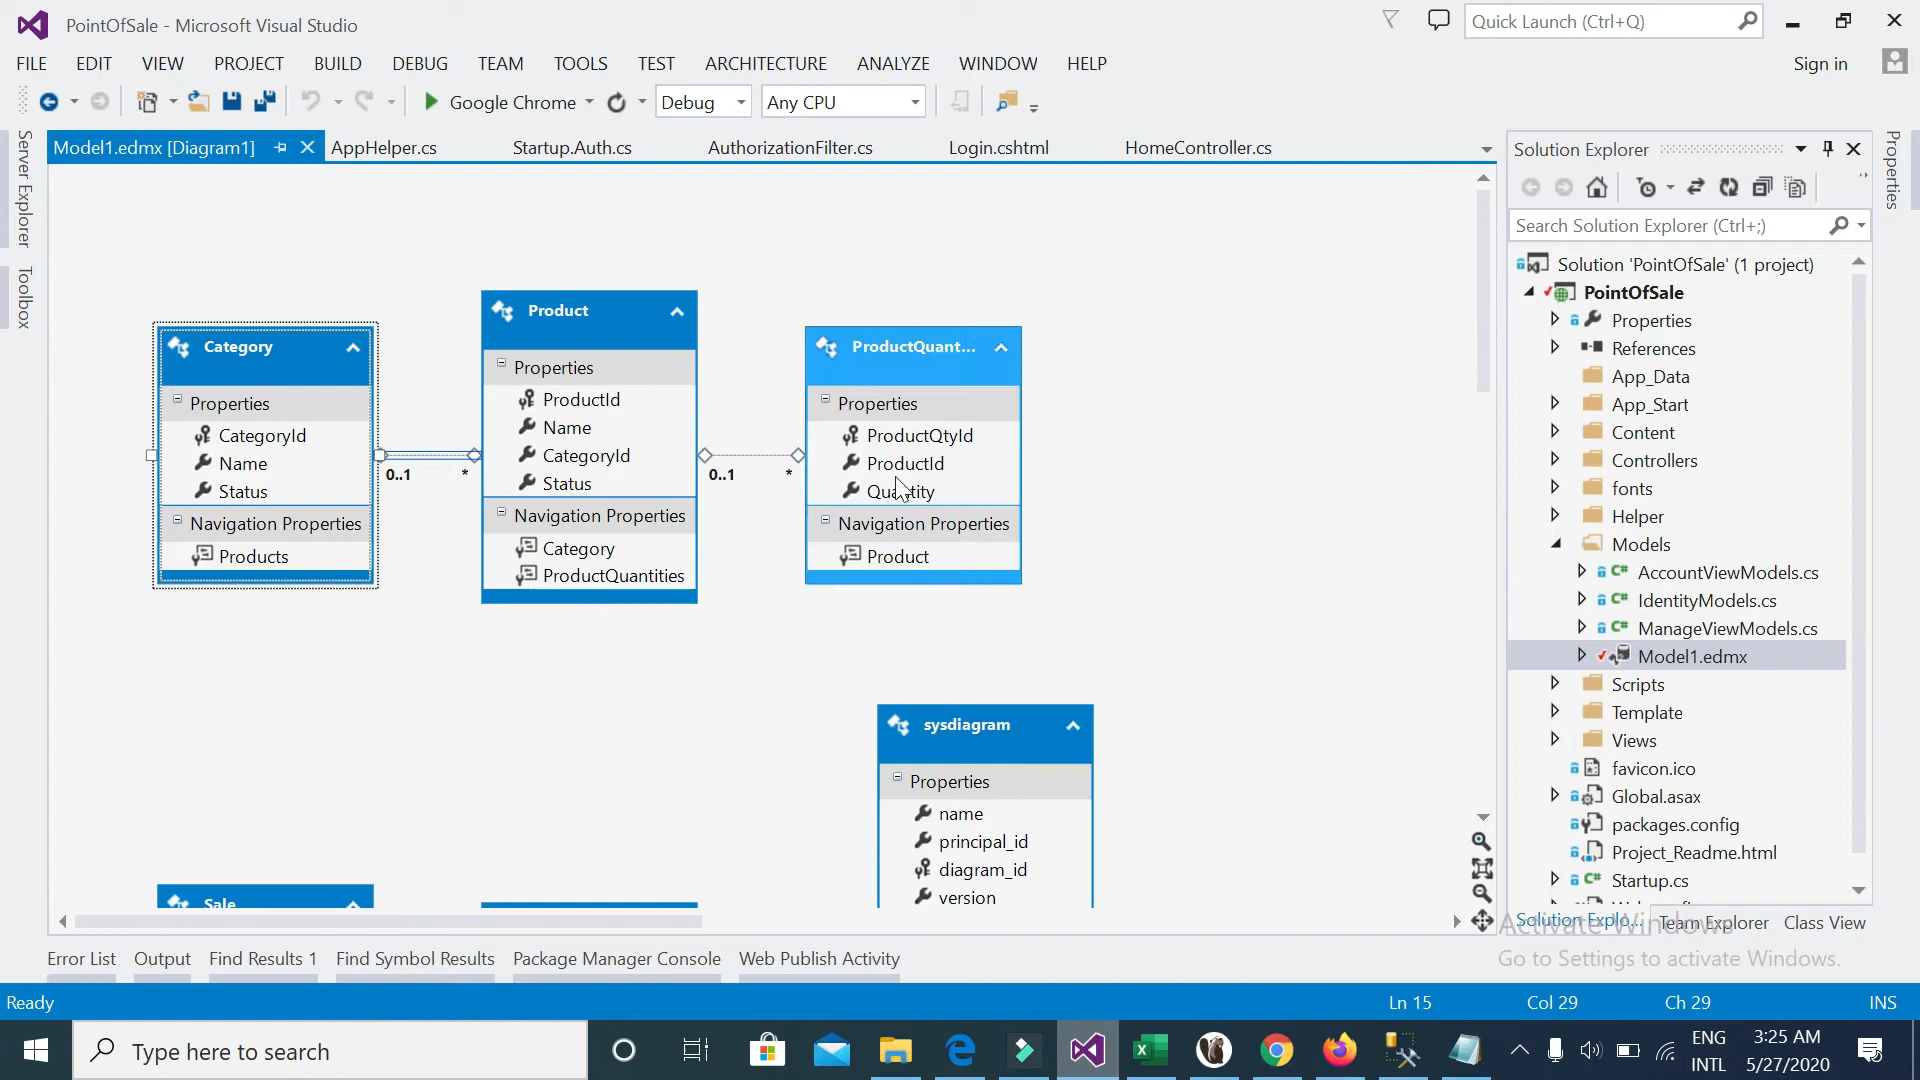 PointOfSale - Microsoft Visual Studio
Quick Launch (Ctrl+Q)
FILE EDIT VIEW PROJECT BUILD DEBUG TEAM TOOLS TEST ARCHITECTURE ANALYZE WINDOW HELP
Sign in
Google Chrome Debug Any CPU
Model1.edmx [Diagram1] AppHelper.cs Startup.Auth.cs AuthorizationFilter.cs Login.cshtml HomeController.cs
Server Explorer
Toolbox
Category
Properties
CategoryId
Name
Status
Navigation Properties
Products
0..1 *
Product
Properties
ProductId
Name
CategoryId
Status
Navigation Properties
Category
ProductQuantities
0..1 *
ProductQuant...
Properties
ProductQtyId
ProductId
Quantity
Navigation Properties
Product
sysdiagram
Properties
name
principal_id
diagram_id
version
Sale
Solution Explorer
Search Solution Explorer (Ctrl+;)
Solution 'PointOfSale' (1 project)
PointOfSale
Properties
References
App_Data
App_Start
Content
Controllers
fonts
Helper
Models
AccountViewModels.cs
IdentityModels.cs
ManageViewModels.cs
Model1.edmx
Scripts
Template
Views
favicon.ico
Global.asax
packages.config
Project_Readme.html
Startup.cs
Solution Explo... Team Explorer Class View
Properties
Activate Windows
Go to Settings to activate Windows.
Error List Output Find Results 1 Find Symbol Results Package Manager Console Web Publish Activity
Ready Ln 15 Col 29 Ch 29 INS
Type here to search
ENG
INTL
3:25 AM
5/27/2020